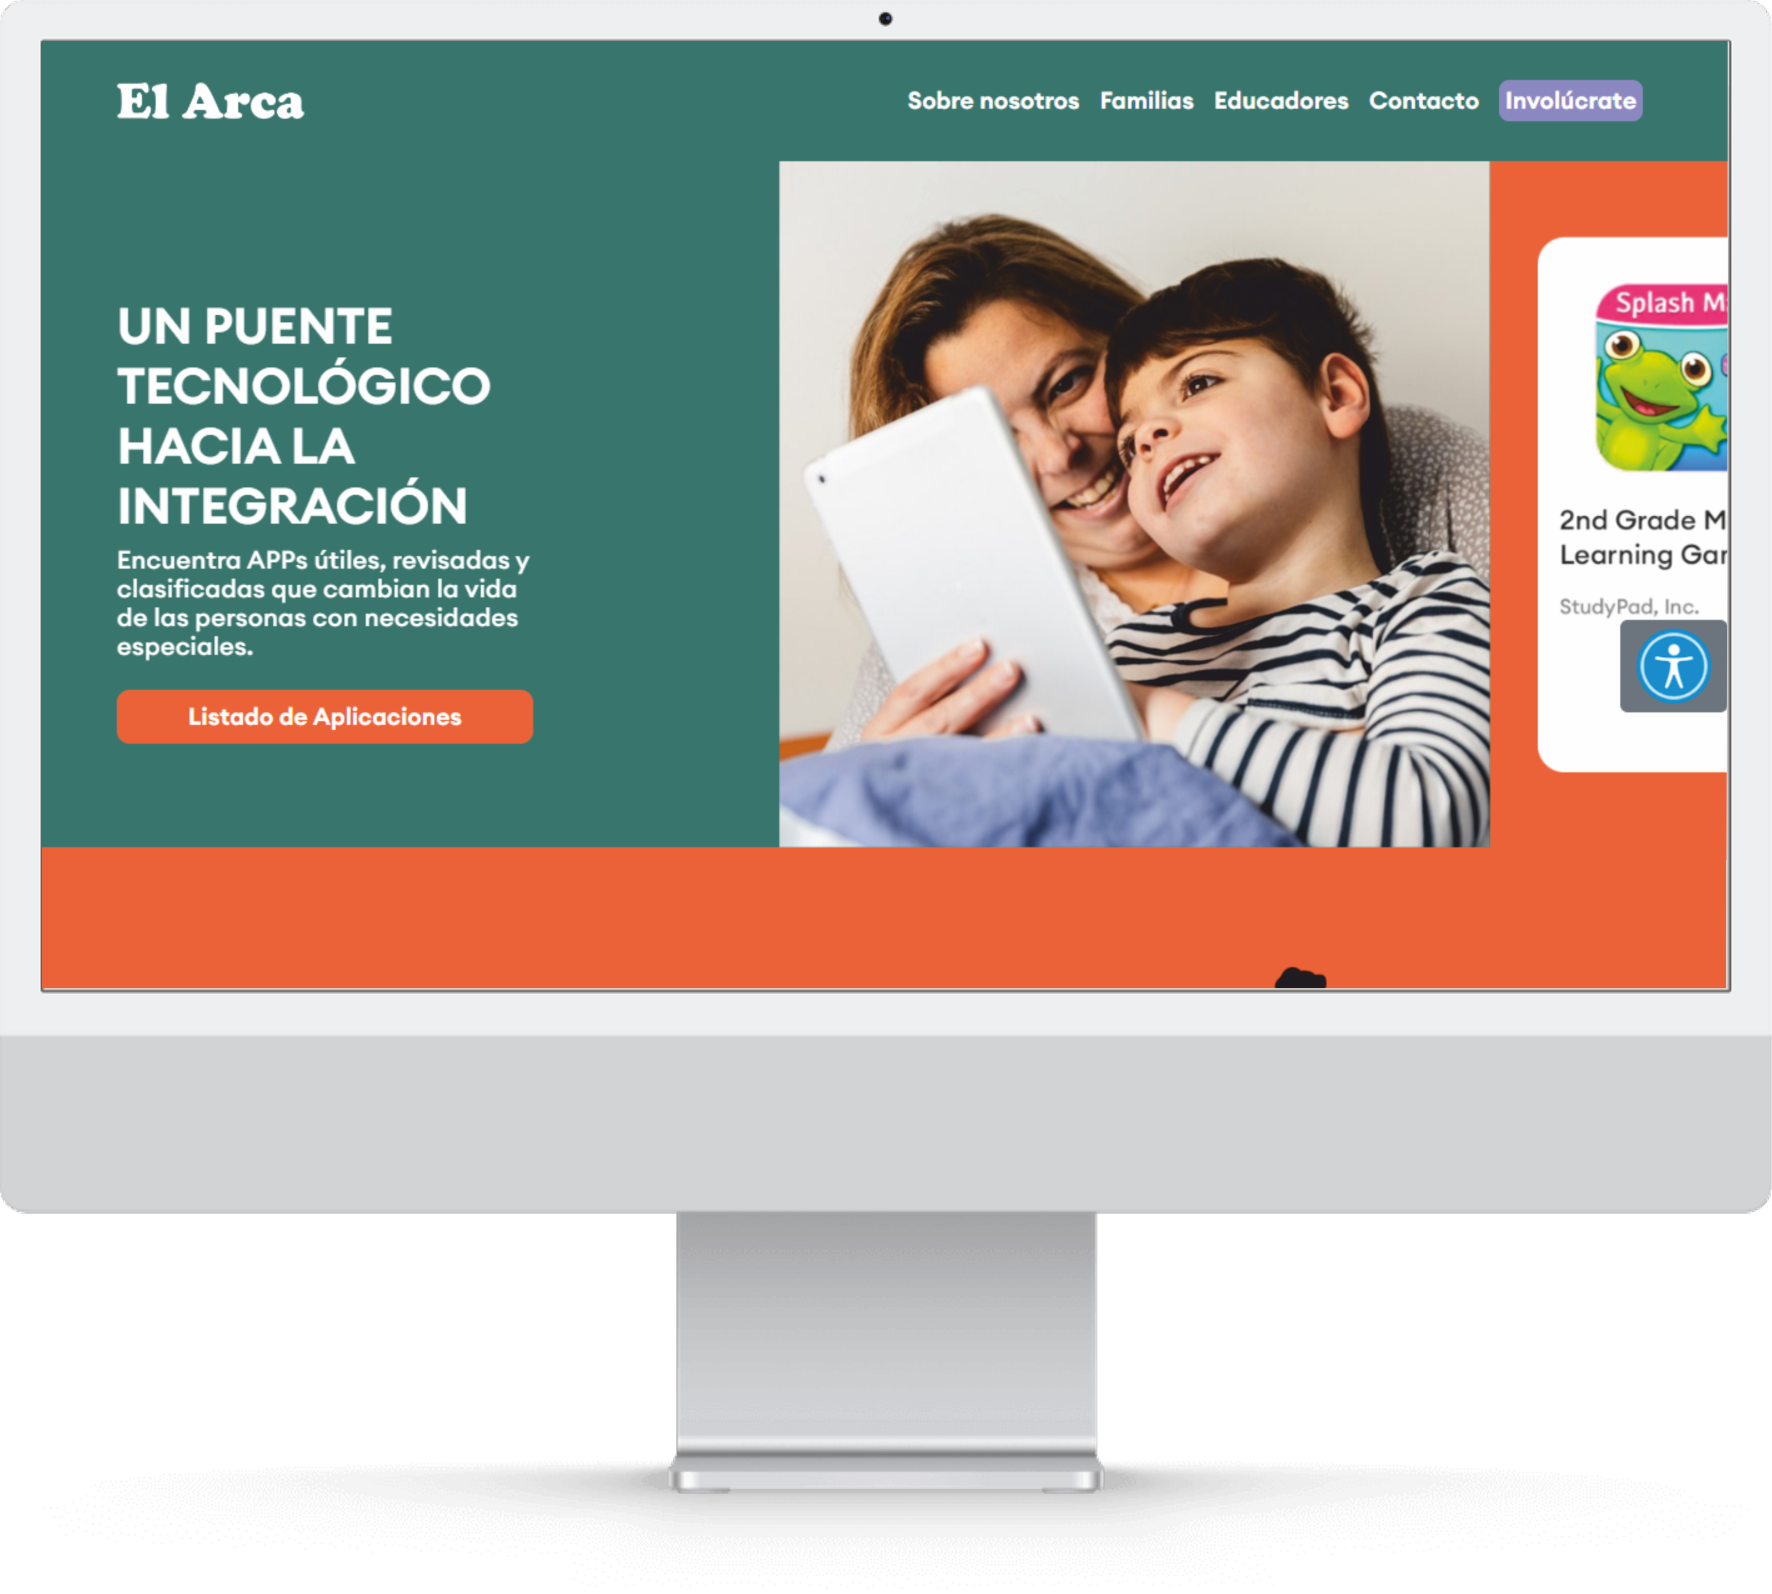 El Arca
Sobre nosotros Familias Educadores Contacto Involúcrate
UN PUENTE
TECNOLÓGICO
HACIA LA
INTEGRACIÓN
Encuentra APPs útiles, revisadas y
clasificadas que cambian la vida
de las personas con necesidades
especiales.
Listado de Aplicaciones
Splash
2nd Grade
Learning
StudyPad, Inc.